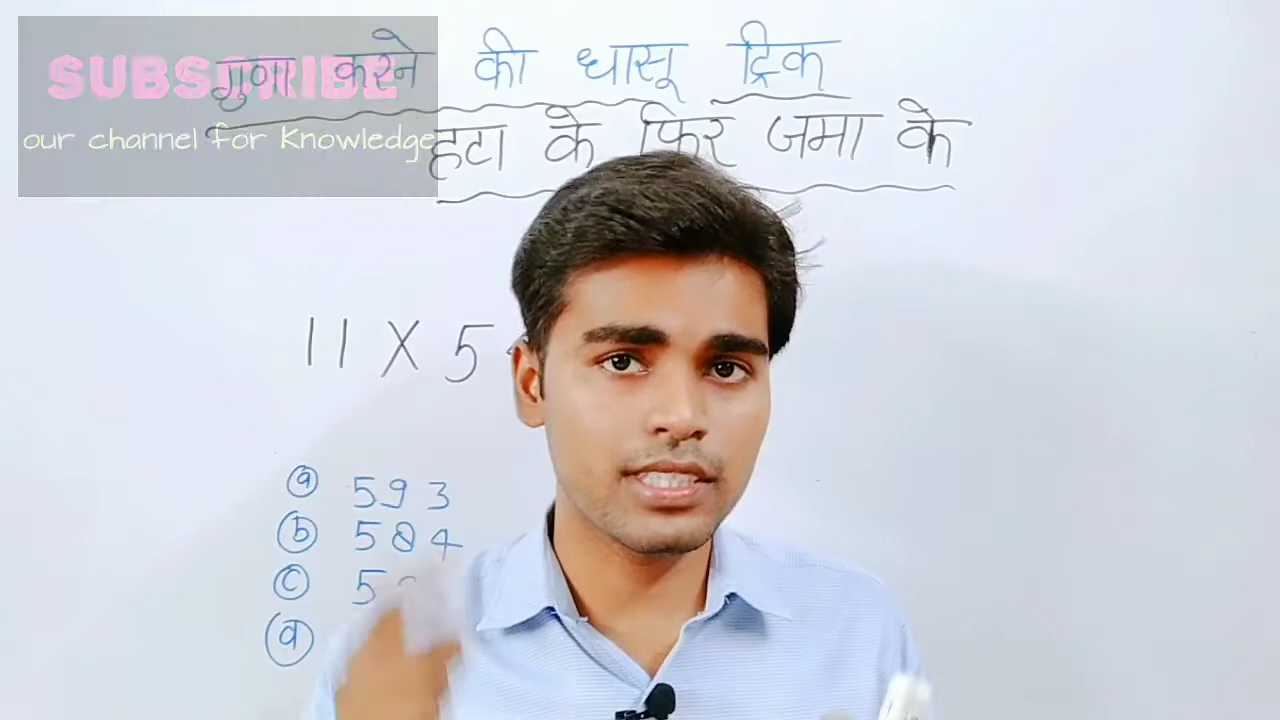 गुणा करने की धासू ट्रिक
SUBSCRIBE
our channel for Knowledge
हटा के फिर जमा के
11 X 5
a 593
b 584
c 5
d